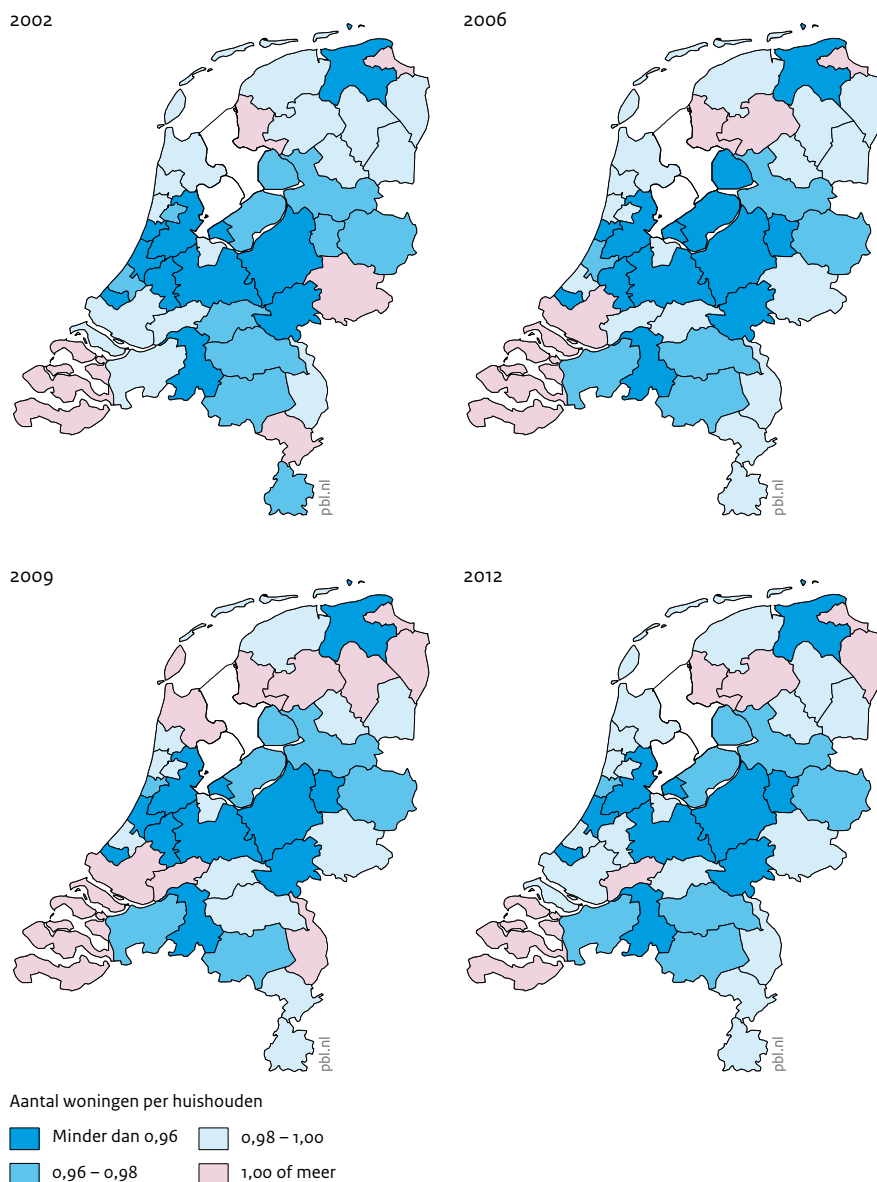 2002
2006
pbl.nl
pbl.nl
2009
2012
pbl.nl
pbl.nl
Aantal woningen per huishouden
Minder dan 0,96
0,98 – 1,00
0,96 – 0,98
1,00 of meer